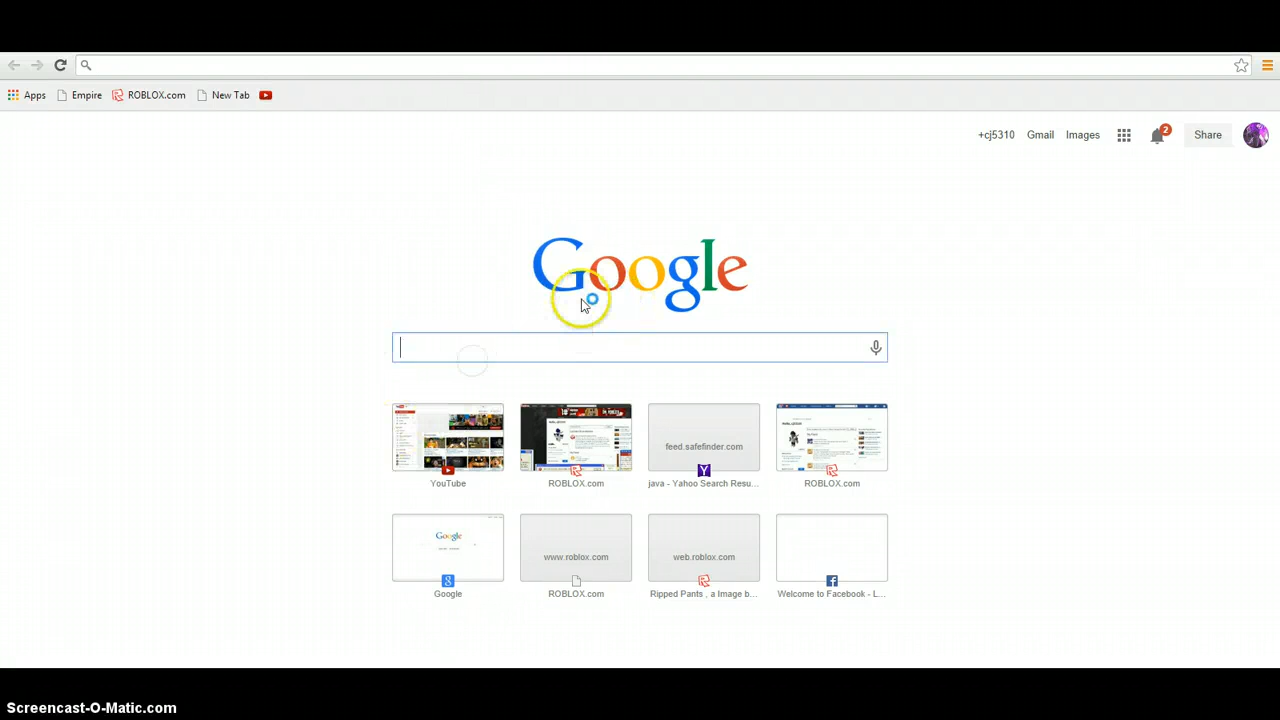 Apps Empire ROBLOX.com New Tab
+cj5310 Gmail Images 2 Share
Google
feed.safefinder.com
YouTube ROBLOX.com java - Yahoo Search Resu... ROBLOX.com
Google
www.roblox.com web.roblox.com
Google ROBLOX.com Ripped Pants , a Image b... Welcome to Facebook - L...
Screencast-O-Matic.com